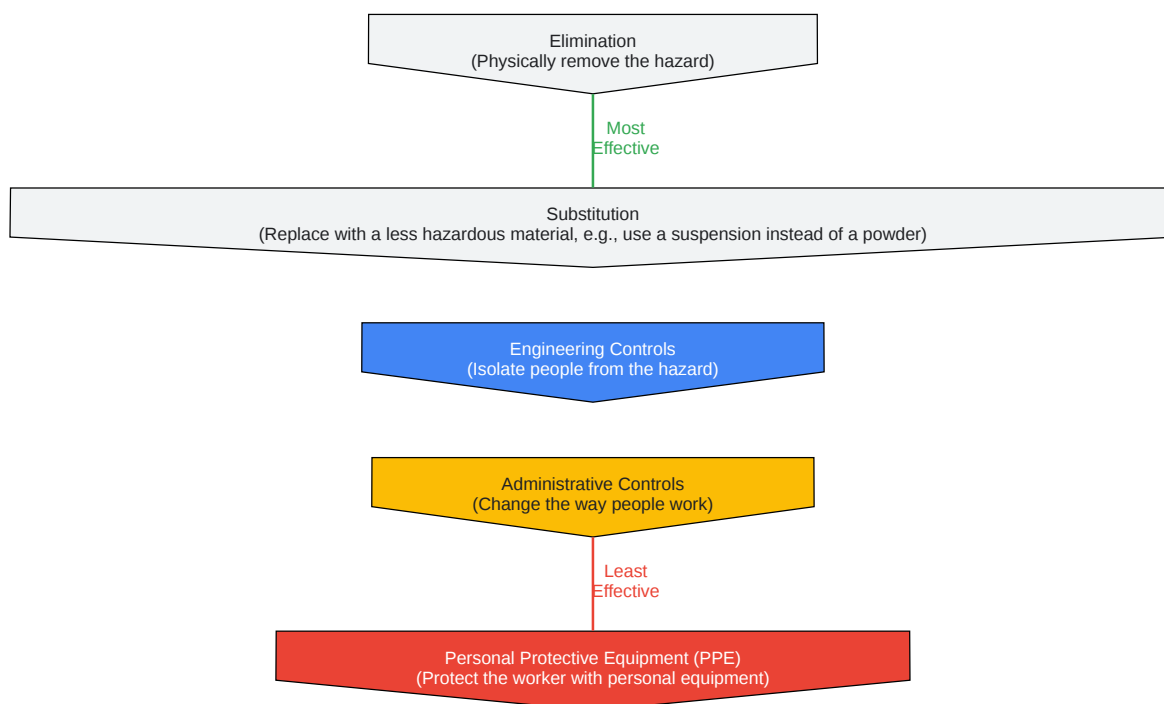 Elimination
(Physically remove the hazard)
Most
Effective
Substitution
(Replace with a less hazardous material, e.g., use a suspension instead of a powder)
Engineering Controls
(Isolate people from the hazard)
Administrative Controls
(Change the way people work)
Least
Effective
Personal Protective Equipment (PPE)
(Protect the worker with personal equipment)